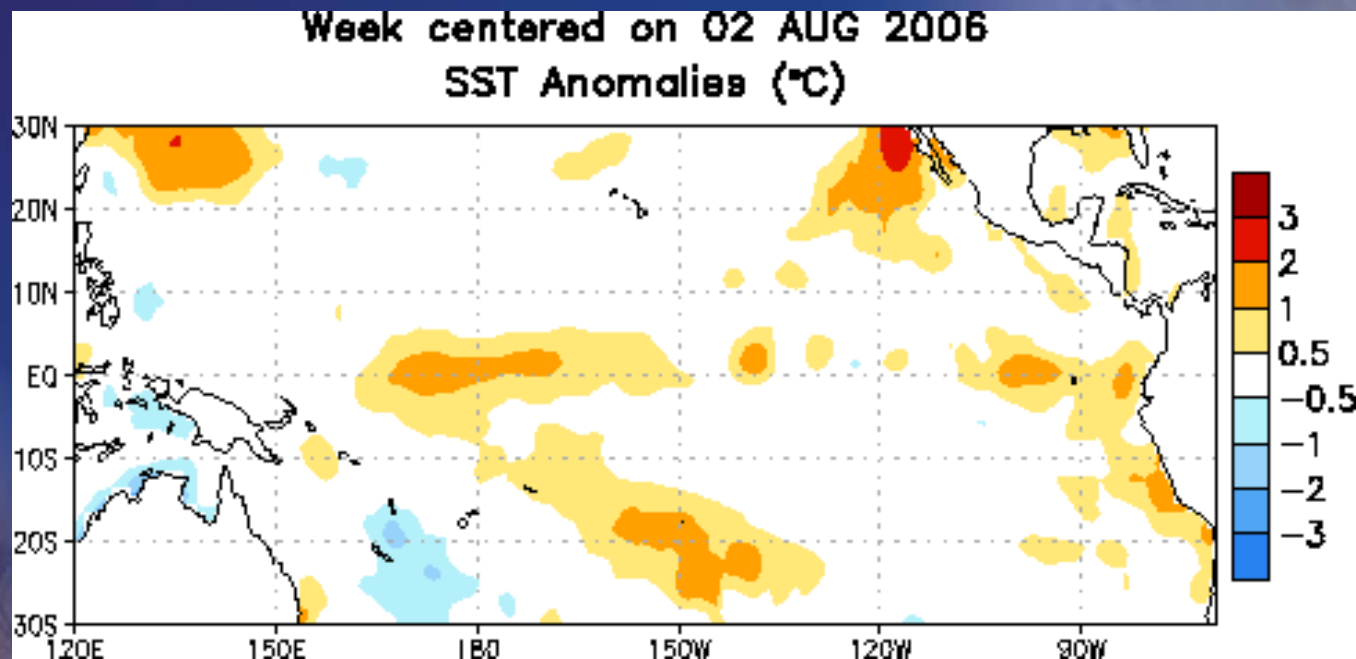 Week centered on 02 AUG 2006
SST Anomalies (°C)
30N
20N
10N
EQ
10S
20S
30S
120E 150E 180 150W 120W 90W
3
2
1
0.5
-0.5
-1
-2
-3